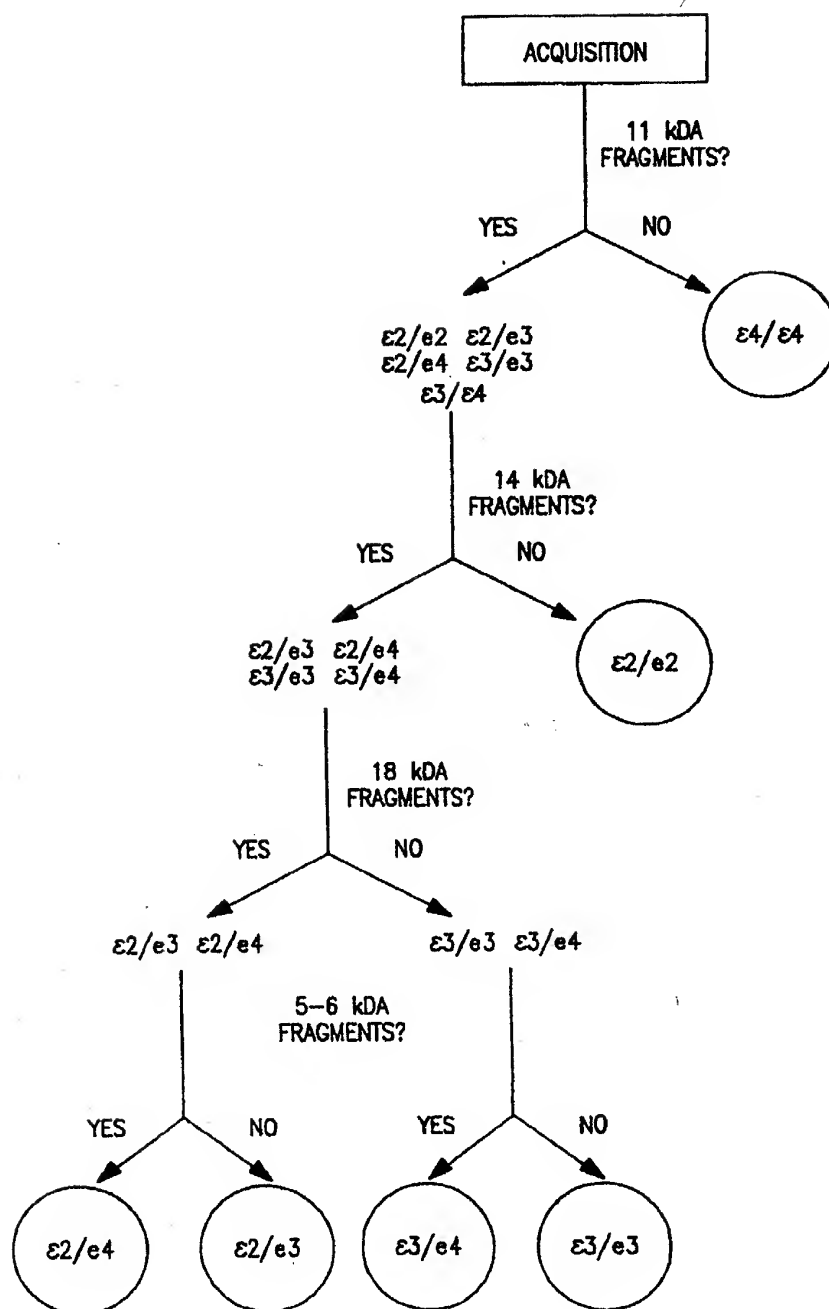 ACQUISITION
11 kDA
FRAGMENTS?
YES
NO
ε2/e2 ε2/e3
ε2/e4 ε3/e3
ε3/ε4
ε4/ε4
14 kDA
FRAGMENTS?
YES
NO
ε2/e3 ε2/e4
ε3/e3 ε3/e4
ε2/e2
18 kDA
FRAGMENTS?
YES
NO
ε2/e3 ε2/e4
ε3/e3 ε3/e4
5-6 kDA
FRAGMENTS?
YES
NO
YES
NO
ε2/e4
ε2/e3
ε3/e4
ε3/e3